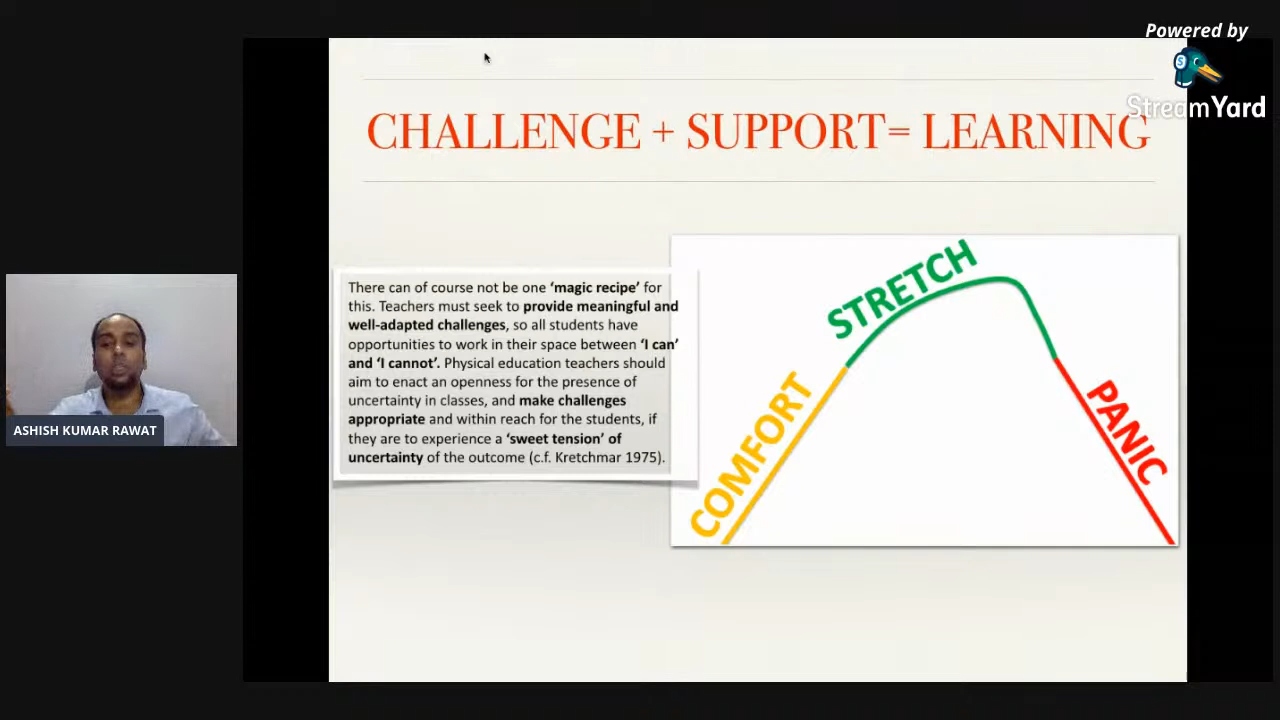 Powered by
StreamYard
CHALLENGE + SUPPORT= LEARNING
There can of course not be one ‘magic recipe’ for
this. Teachers must seek to provide meaningful and
well-adapted challenges, so all students have
opportunities to work in their space between ‘I can’
and ‘I cannot’. Physical education teachers should
aim to enact an openness for the presence of
uncertainty in classes, and make challenges
appropriate and within reach for the students, if
they are to experience a ‘sweet tension’ of
uncertainty of the outcome (c.f. Kretchmar 1975).
COMFORT
STRETCH
PANIC
ASHISH KUMAR RAWAT